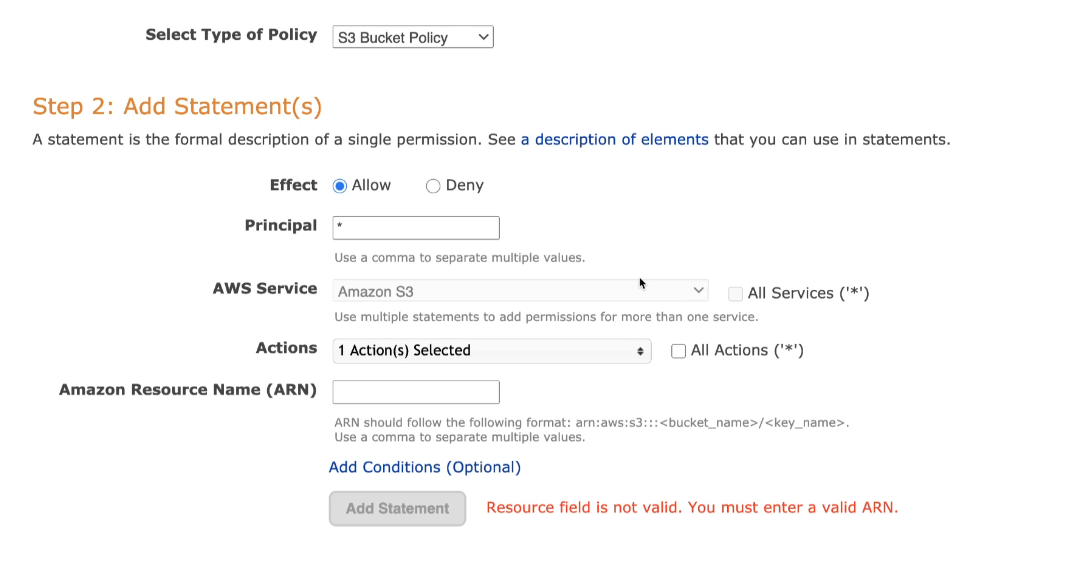 Select Type of Policy S3 Bucket Policy
Step 2: Add Statement(s)
A statement is the formal description of a single permission. See a description of elements that you can use in statements.
Effect Allow Deny
Principal *
Use a comma to separate multiple values.
AWS Service Amazon S3 All Services ('*')
Use multiple statements to add permissions for more than one service.
Actions 1 Action(s) Selected All Actions ('*')
Amazon Resource Name (ARN)
ARN should follow the following format: arn:aws:s3:::<bucket_name>/<key_name>.
Use a comma to separate multiple values.
Add Conditions (Optional)
Add Statement Resource field is not valid. You must enter a valid ARN.